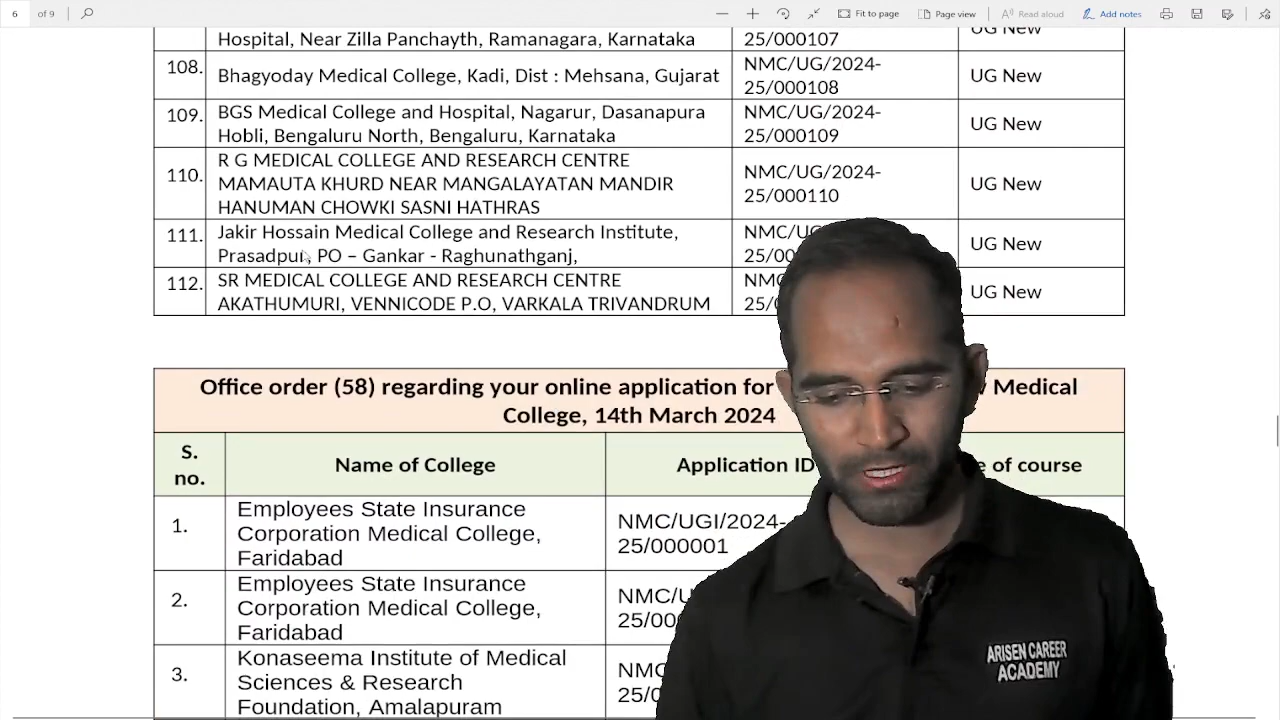 6 of 9 Fit to page Page view Read aloud Add notes
Hospital, Near Zilla Panchayth, Ramanagara, Karnataka
25/000107
UG New
108.
Bhagyoday Medical College, Kadi, Dist : Mehsana, Gujarat
NMC/UG/2024-
25/000108
UG New
109.
BGS Medical College and Hospital, Nagarur, Dasanapura
Hobli, Bengaluru North, Bengaluru, Karnataka
NMC/UG/2024-
25/000109
UG New
110.
R G MEDICAL COLLEGE AND RESEARCH CENTRE
MAMAUTA KHURD NEAR MANGALAYATAN MANDIR
HANUMAN CHOWKI SASNI HATHRAS
NMC/UG/2024-
25/000110
UG New
111.
Jakir Hossain Medical College and Research Institute,
Prasadpur, PO – Gankar - Raghunathganj,
UG New
112.
SR MEDICAL COLLEGE AND RESEARCH CENTRE
AKATHUMURI, VENNICODE P.O, VARKALA TRIVANDRUM
UG New
Office order (58) regarding your online application for Medical
College, 14th March 2024
S.
no.
Name of College
Application ID
of course
1.
Employees State Insurance
Corporation Medical College,
Faridabad
NMC/UGI/2024-
25/000001
2.
Employees State Insurance
Corporation Medical College,
Faridabad
3.
Konaseema Institute of Medical
Sciences & Research
Foundation, Amalapuram
ARISEN CAREER
ACADEMY